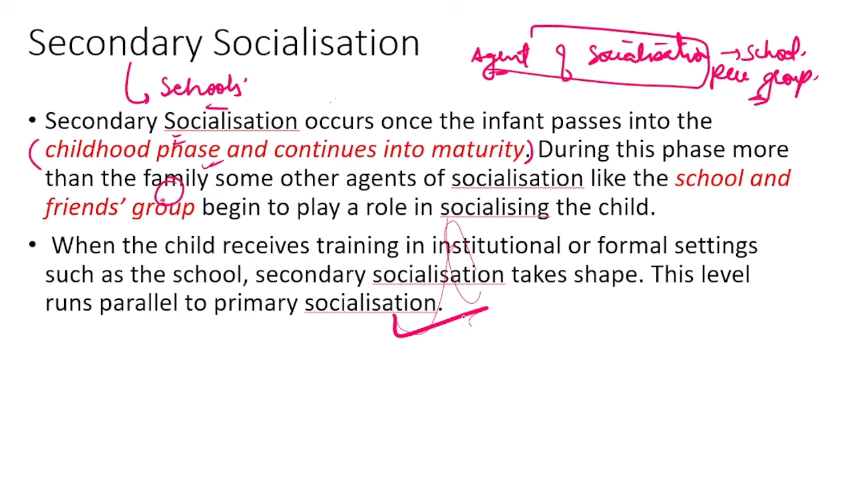 Secondary Socialisation
Agent of Socialisation → School
Peer group.
Schools
• Secondary Socialisation occurs once the infant passes into the
childhood phase and continues into maturity. During this phase more
than the family some other agents of socialisation like the school and
friends' group begin to play a role in socialising the child.
• When the child receives training in institutional or formal settings
such as the school, secondary socialisation takes shape. This level
runs parallel to primary socialisation.